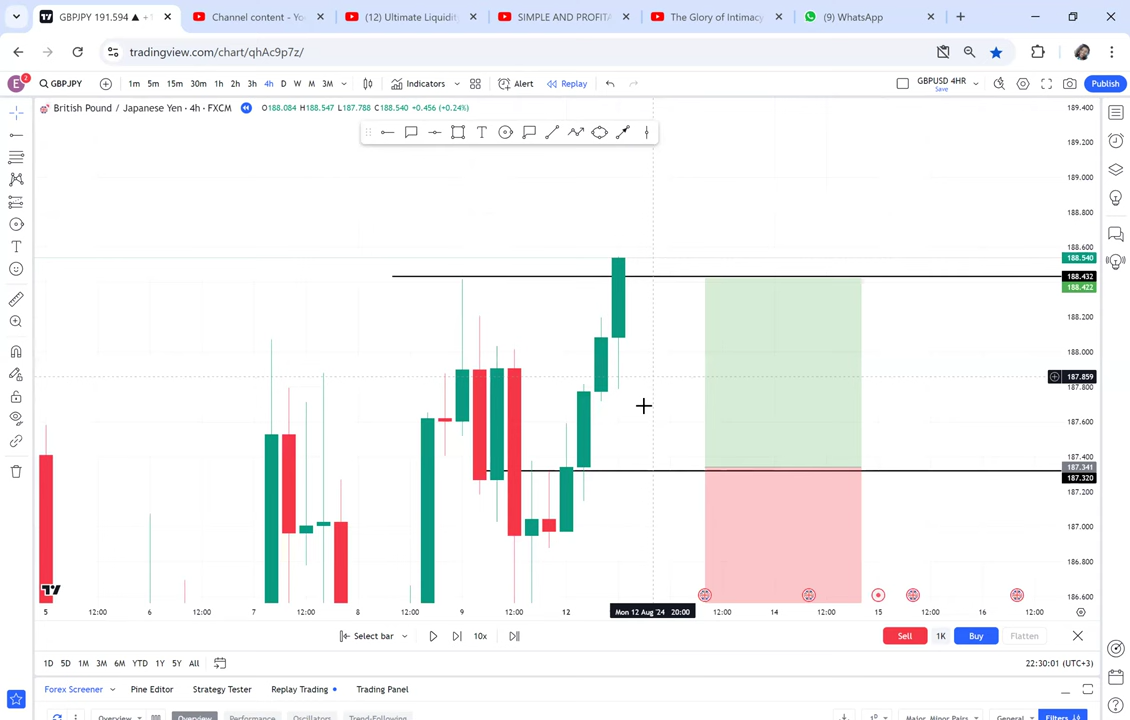 GBPJPY 191.594 ▲ +1
Channel content - Yo
(12) Ultimate Liquidity
SIMPLE AND PROFITA
The Glory of Intimacy
(9) WhatsApp
tradingview.com/chart/qhAc9p7z/
E 2
GBPJPY
1m 5m 15m 30m 1h 2h 3h 4h D W M 3M
Indicators
Alert
Replay
GBPUSD 4HR
Save
Publish
British Pound / Japanese Yen · 4h · FXCM
O188.084 H188.547 L187.788 C188.540 +0.456 (+0.24%)
189.400
189.200
189.000
188.800
188.600
188.540
188.432
188.422
188.200
188.000
187.859
187.800
187.600
187.400
187.341
187.320
187.200
187.000
186.800
186.600
5 12:00 6 12:00 7 12:00 8 12:00 9 12:00 12 Mon 12 Aug '24 20:00 12:00 14 12:00 15 12:00 16 12:00
Select bar
10x
Sell
1K
Buy
Flatten
1D 5D 1M 3M 6M YTD 1Y 5Y All
22:30:01 (UTC+3)
Forex Screener
Pine Editor
Strategy Tester
Replay Trading
Trading Panel
Overview
Overview
Performance
Oscillators
Trend-Following
Major, Minor Pairs
General
Filters